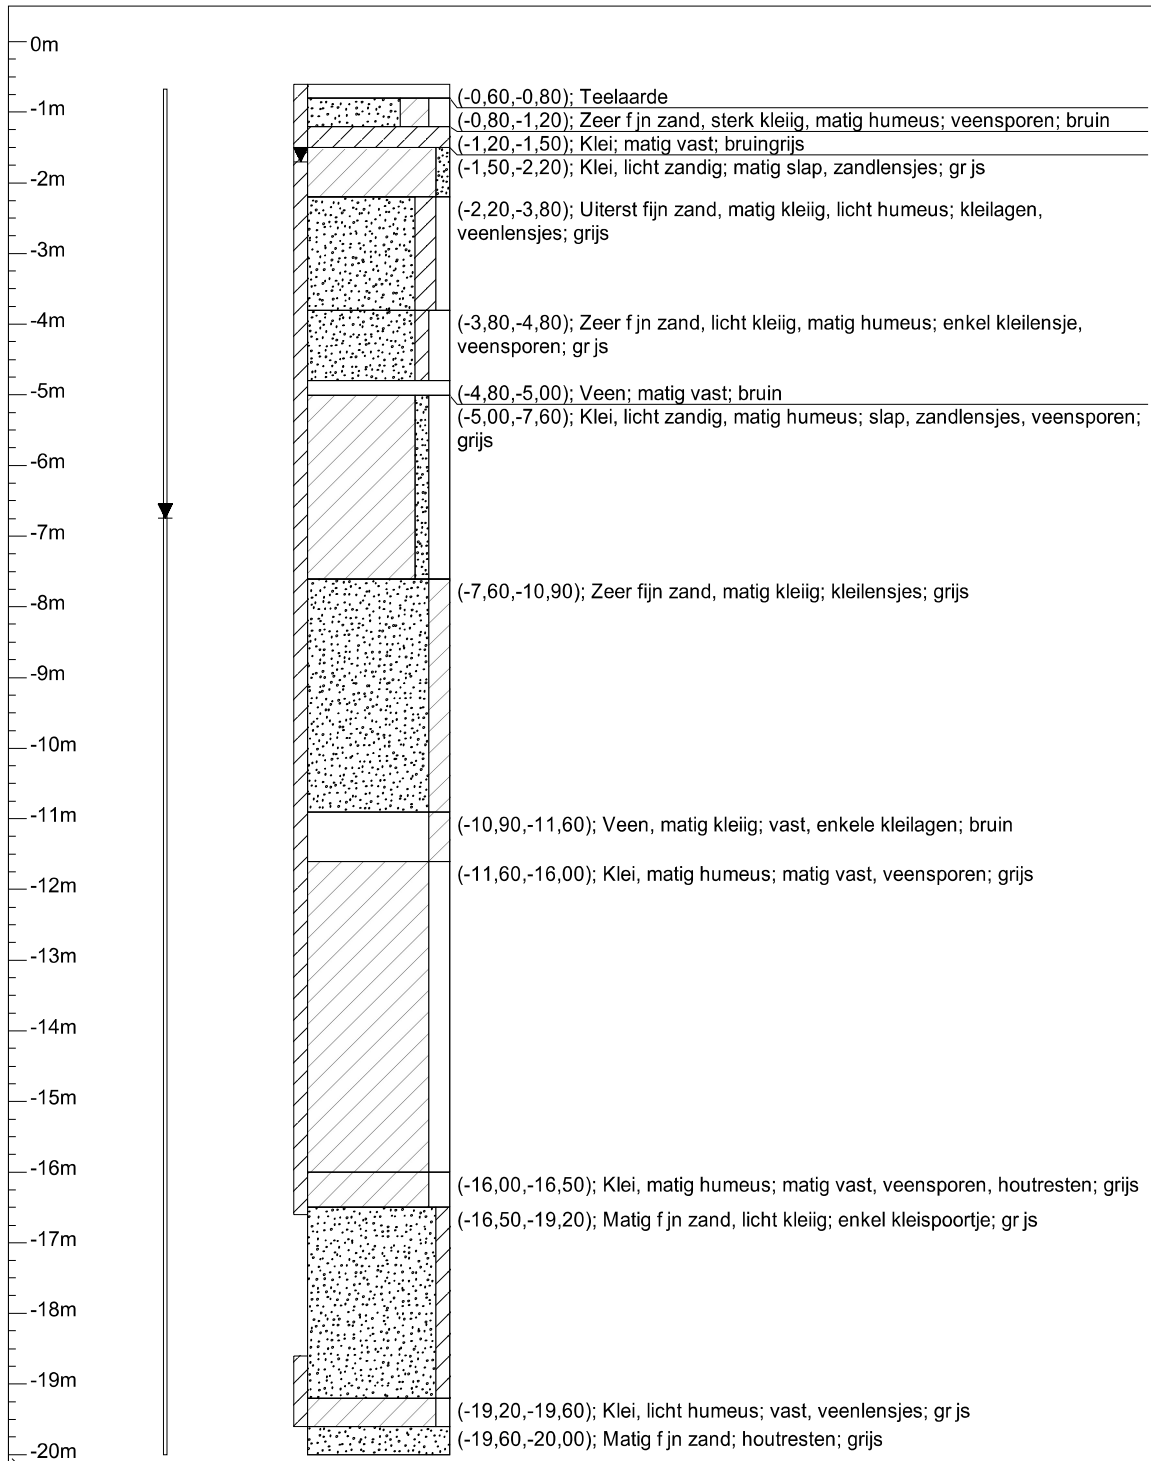 0m
-1m
-2m
-3m
-4m
-5m
-6m
-7m
-8m
-9m
-10m
-11m
-12m
-13m
-14m
-15m
-16m
-17m
-18m
-19m
-20m
(-0,60,-0,80); Teelaarde
(-0,80,-1,20); Zeer f jn zand, sterk kleiig, matig humeus; veensporen; bruin
(-1,20,-1,50); Klei; matig vast; bruingrijs
(-1,50,-2,20); Klei, licht zandig; matig slap, zandlensjes; gr js
(-2,20,-3,80); Uiterst fijn zand, matig kleiig, licht humeus; kleilagen,
veenlensjes; grijs
(-3,80,-4,80); Zeer f jn zand, licht kleiig, matig humeus; enkel kleilensje,
veensporen; gr js
(-4,80,-5,00); Veen; matig vast; bruin
(-5,00,-7,60); Klei, licht zandig, matig humeus; slap, zandlensjes, veensporen;
grijs
(-7,60,-10,90); Zeer fijn zand, matig kleiig; kleilensjes; grijs
(-10,90,-11,60); Veen, matig kleiig; vast, enkele kleilagen; bruin
(-11,60,-16,00); Klei, matig humeus; matig vast, veensporen; grijs
(-16,00,-16,50); Klei, matig humeus; matig vast, veensporen, houtresten; grijs
(-16,50,-19,20); Matig f jn zand, licht kleiig; enkel kleispoortje; gr js
(-19,20,-19,60); Klei, licht humeus; vast, veenlensjes; gr js
(-19,60,-20,00); Matig f jn zand; houtresten; grijs